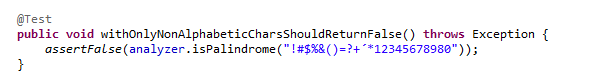 @Test
public void withOnlyNonAlphabeticCharsShouldReturnFalse() throws Exception {
assertFalse(analyzer.isPalindrome("!#$%&()=?+´*12345678980"));
}